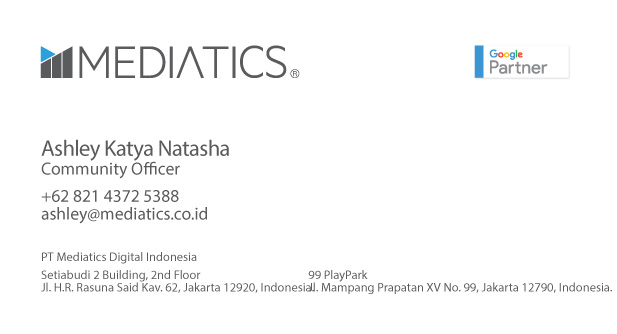 MEDIATICS®
Google
Partner
Ashley Katya Natasha
Community Officer
+62 821 4372 5388
ashley@mediatics.co.id
PT Mediatics Digital Indonesia
Setiabudi 2 Building, 2nd Floor
Jl. H.R. Rasuna Said Kav. 62, Jakarta 12920, Indonesia.
99 PlayPark
Jl. Mampang Prapatan XV No. 99, Jakarta 12790, Indonesia.